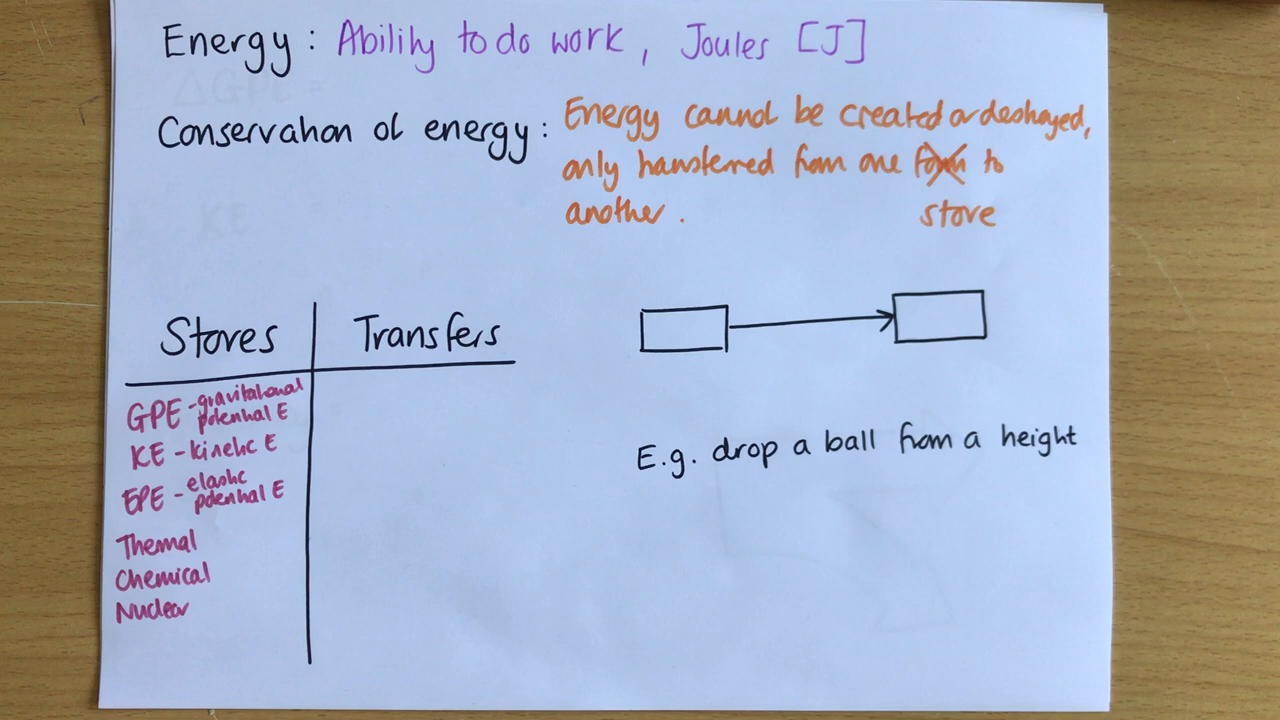 Energy: Ability to do work, Joules [J]
Conservation of energy: Energy cannot be created or destroyed,
only transferred from one form to
another. store
Stores Transfers
GPE - gravitational
potential E
KE - kinetic E
EPE - elastic
potential E
Thermal
Chemical
Nuclear
E.g. drop a ball from a height
ΔGPE =
KE =